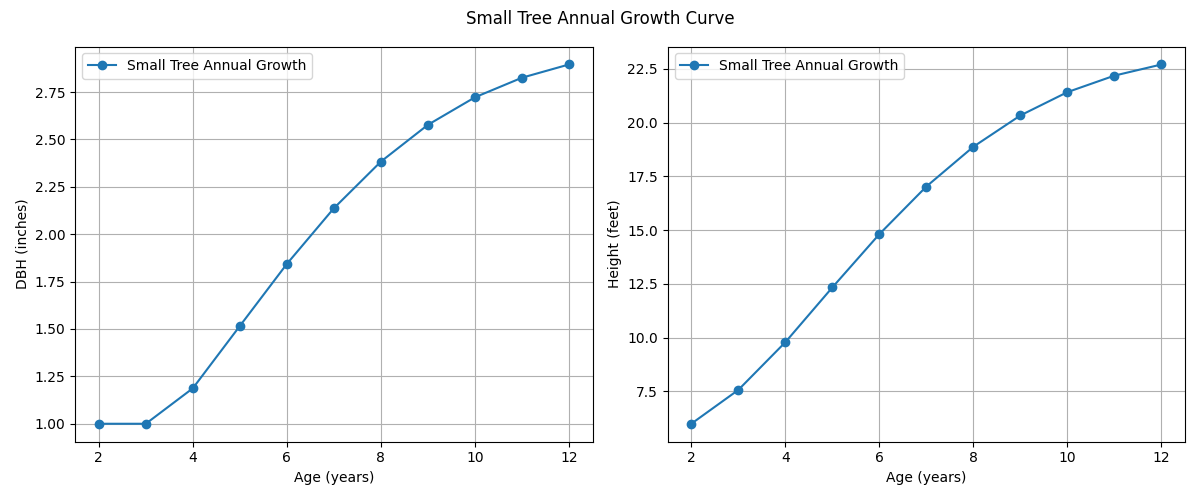 Small Tree Annual Growth Curve
Small Tree Annual Growth
2.75
2.50
2.25
2.00
1.75
1.50
1.25
1.00
DBH (inches)
2 4 6 8 10 12
Age (years)
Small Tree Annual Growth
22.5
20.0
17.5
15.0
12.5
10.0
7.5
Height (feet)
2 4 6 8 10 12
Age (years)